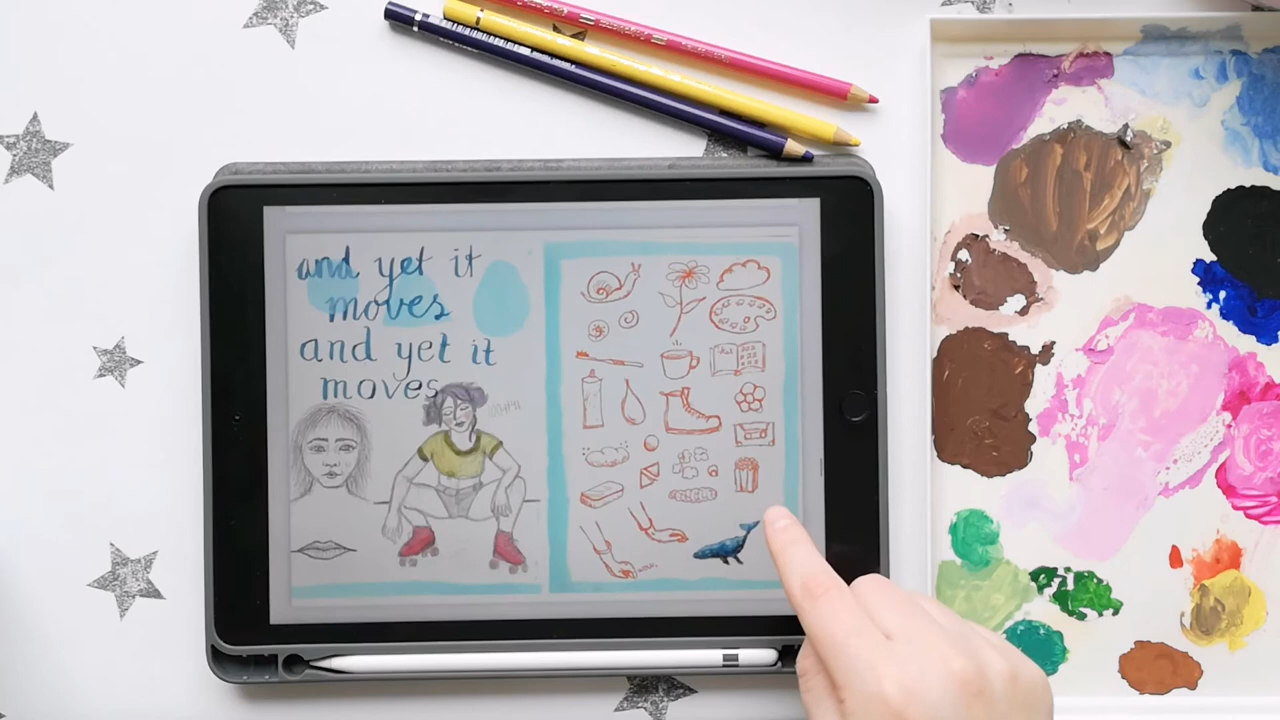 and yet it
moves
and yet it
moves